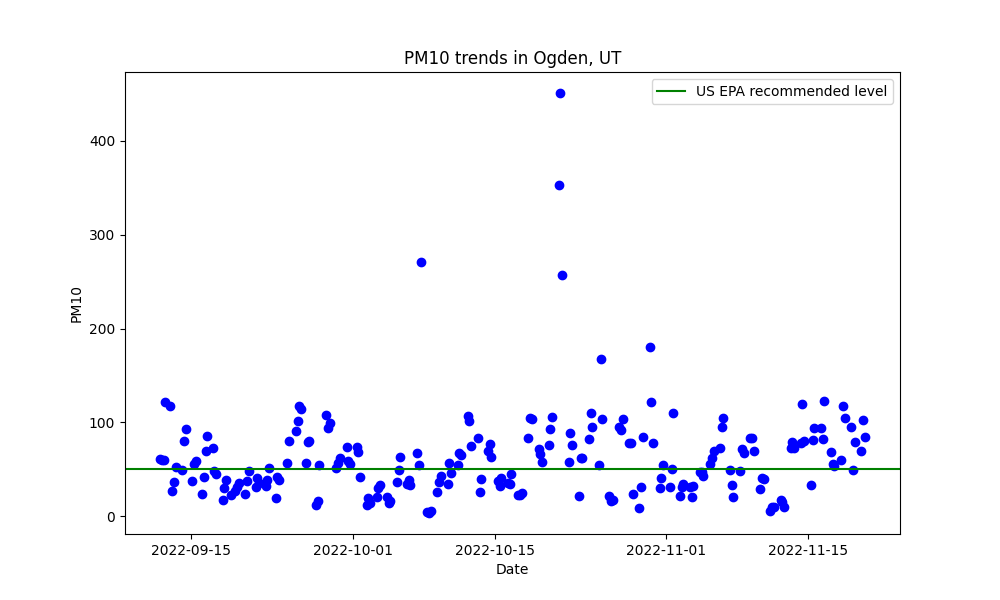 PM10 trends in Ogden, UT
US EPA recommended level
400
300
200
100
0
PM10
2022-09-15
2022-10-01
2022-10-15
2022-11-01
2022-11-15
Date